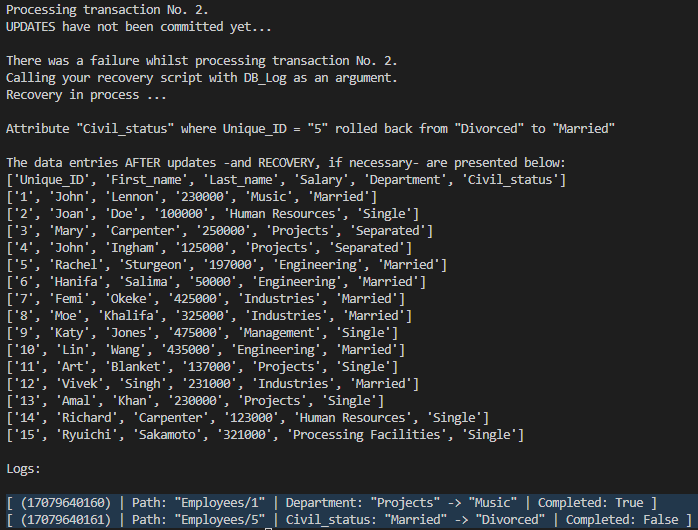 Processing transaction No. 2.
UPDATES have not been committed yet...
There was a failure whilst processing transaction No. 2.
Calling your recovery script with DB_Log as an argument.
Recovery in process ...
Attribute "Civil_status" where Unique_ID = "5" rolled back from "Divorced" to "Married"
The data entries AFTER updates -and RECOVERY, if necessary- are presented below:
['Unique_ID', 'First_name', 'Last_name', 'Salary', 'Department', 'Civil_status']
['1', 'John', 'Lennon', '230000', 'Music', 'Married']
['2', 'Joan', 'Doe', '100000', 'Human Resources', 'Single']
['3', 'Mary', 'Carpenter', '250000', 'Projects', 'Separated']
['4', 'John', 'Ingham', '125000', 'Projects', 'Separated']
['5', 'Rachel', 'Sturgeon', '197000', 'Engineering', 'Married']
['6', 'Hanifa', 'Salima', '50000', 'Engineering', 'Married']
['7', 'Femi', 'Okeke', '425000', 'Industries', 'Married']
['8', 'Moe', 'Khalifa', '325000', 'Industries', 'Married']
['9', 'Katy', 'Jones', '475000', 'Management', 'Single']
['10', 'Lin', 'Wang', '435000', 'Engineering', 'Married']
['11', 'Art', 'Blanket', '137000', 'Projects', 'Single']
['12', 'Vivek', 'Singh', '231000', 'Industries', 'Married']
['13', 'Amal', 'Khan', '230000', 'Projects', 'Single']
['14', 'Richard', 'Carpenter', '123000', 'Human Resources', 'Single']
['15', 'Ryuichi', 'Sakamoto', '321000', 'Processing Facilities', 'Single']
Logs:
[ (17079640160) | Path: "Employees/1" | Department: "Projects" -> "Music" | Completed: True ]
[ (17079640161) | Path: "Employees/5" | Civil_status: "Married" -> "Divorced" | Completed: False ]